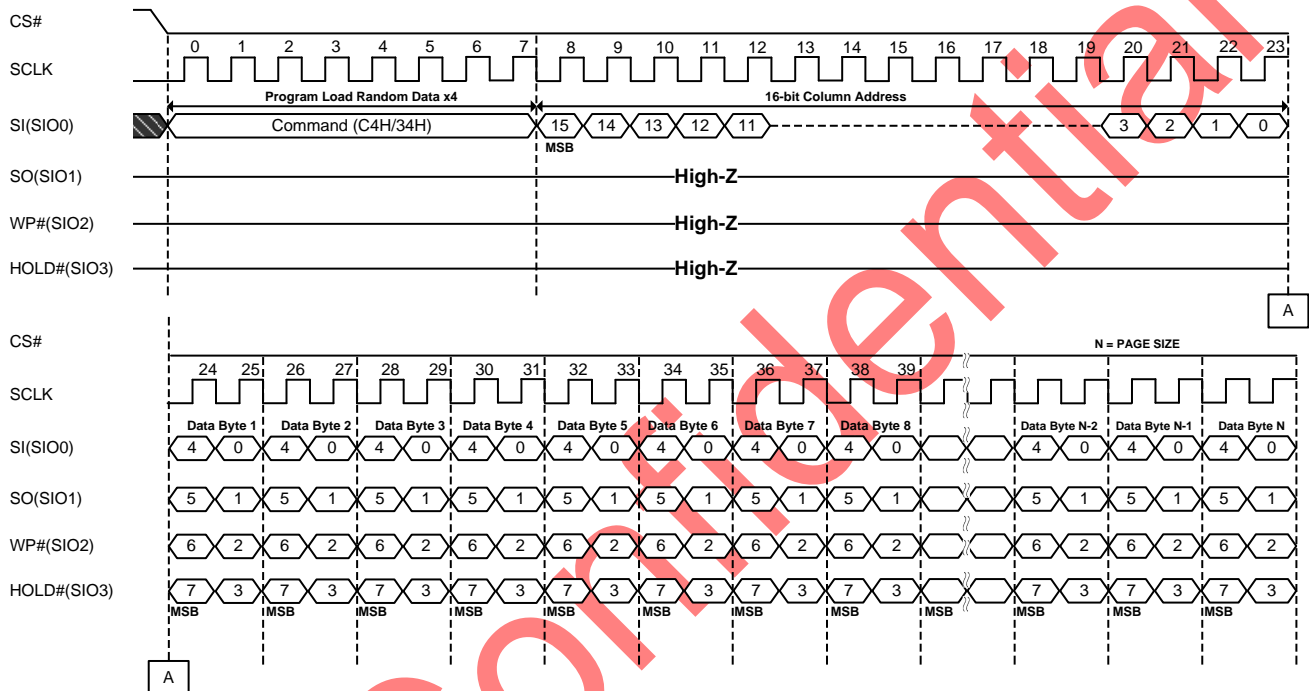 CS#
0 1 2 3 4 5 6 7 8 9 10 11 12 13 14 15 16 17 18 19 20 21 22 23
SCLK
Program Load Random Data x4 16-bit Column Address
SI(SIO0) Command (C4H/34H) 15 14 13 12 11 3 2 1 0
MSB
SO(SIO1) High-Z
WP#(SIO2) High-Z
HOLD#(SIO3) High-Z
A
CS# N = PAGE SIZE
24 25 26 27 28 29 30 31 32 33 34 35 36 37 38 39
SCLK
Data Byte 1 Data Byte 2 Data Byte 3 Data Byte 4 Data Byte 5 Data Byte 6 Data Byte 7 Data Byte 8 Data Byte N-2 Data Byte N-1 Data Byte N
SI(SIO0) 4 0 4 0 4 0 4 0 4 0 4 0 4 0 4 0 4 0 4 0 4 0
SO(SIO1) 5 1 5 1 5 1 5 1 5 1 5 1 5 1 5 1 5 1 5 1 5 1
WP#(SIO2) 6 2 6 2 6 2 6 2 6 2 6 2 6 2 6 2 6 2 6 2 6 2
HOLD#(SIO3) 7 3 7 3 7 3 7 3 7 3 7 3 7 3 7 3 7 3 7 3 7 3
MSB MSB MSB MSB MSB MSB MSB MSB MSB MSB MSB MSB
A
onfidential